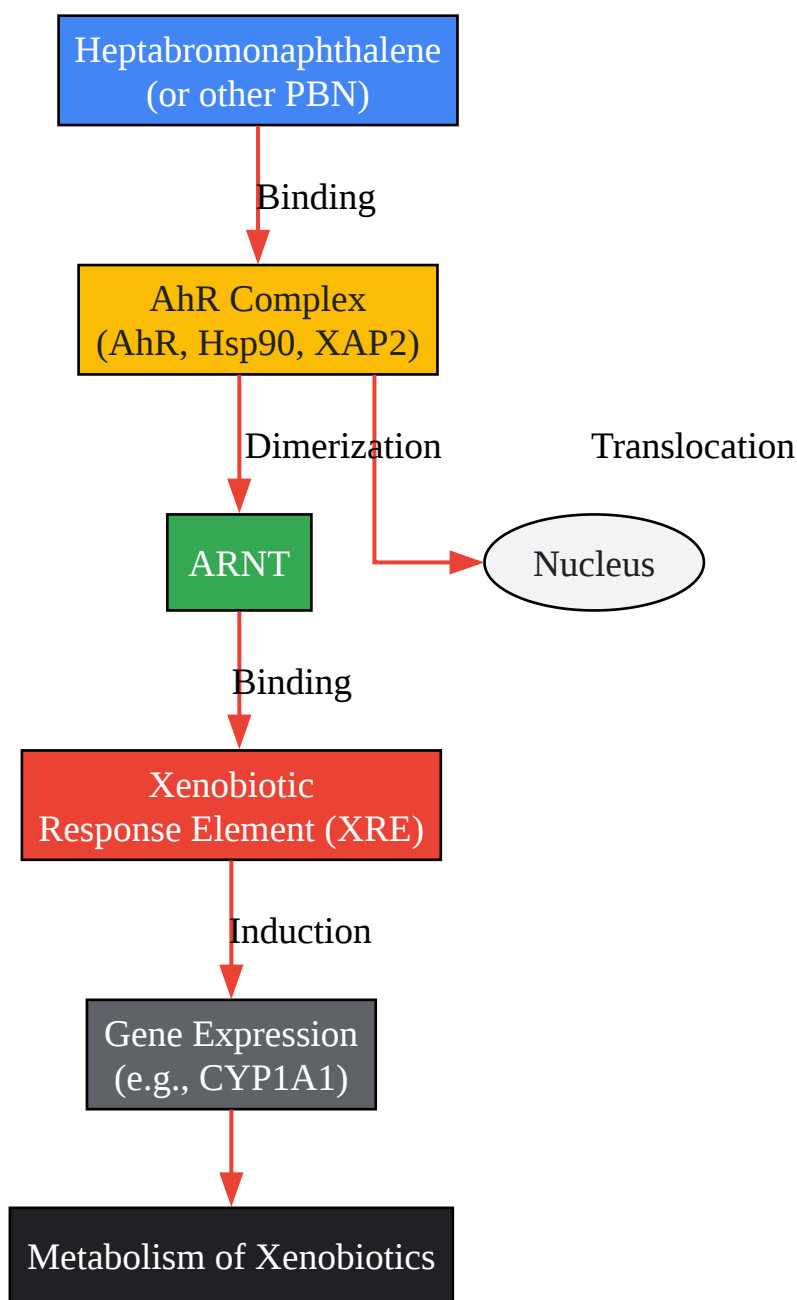 Heptabromonaphthalene
(or other PBN)
Binding
AhR Complex
(AhR, Hsp90, XAP2)
Dimerization
Translocation
ARNT
Nucleus
Binding
Xenobiotic
Response Element (XRE)
Induction
Gene Expression
(e.g., CYP1A1)
Metabolism of Xenobiotics